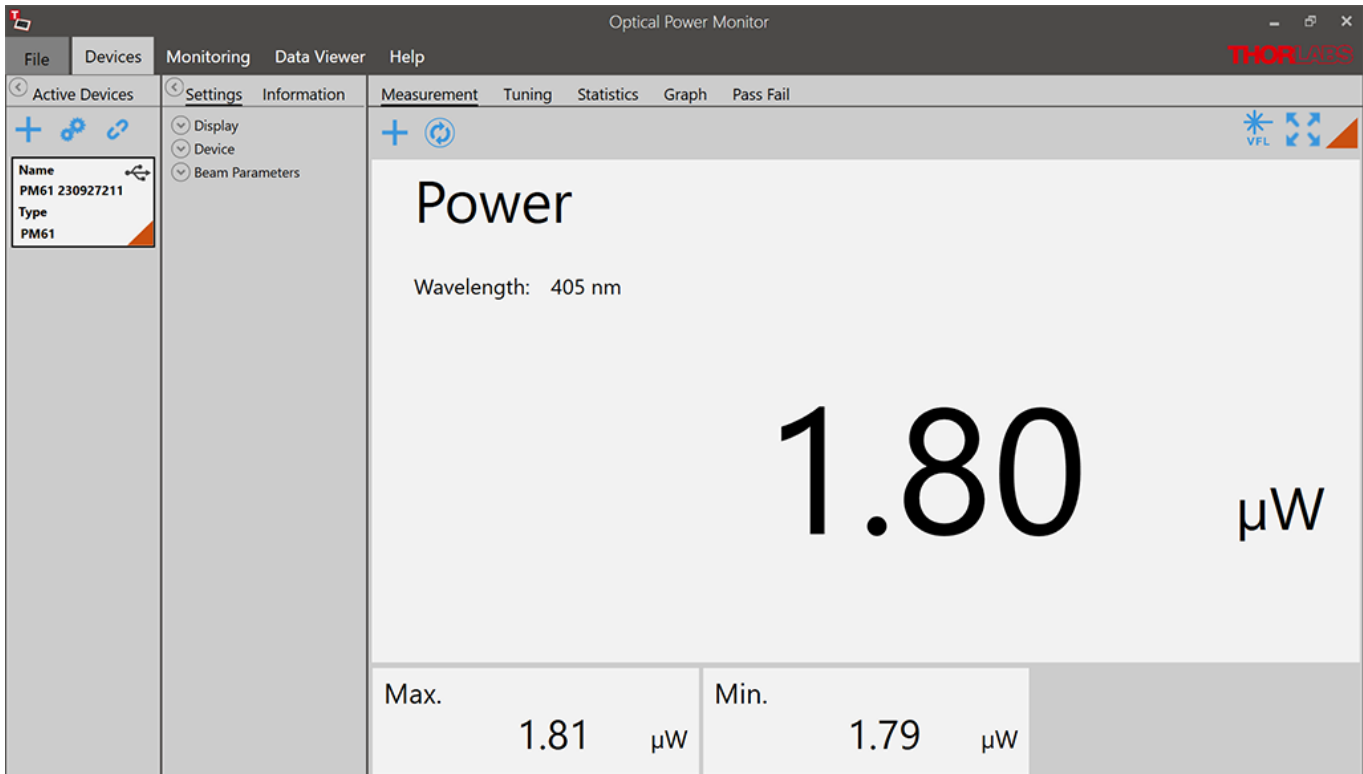 Optical Power Monitor
File Devices Monitoring Data Viewer Help
THORLABS
Active Devices
Settings Information
Measurement Tuning Statistics Graph Pass Fail
Display
Device
Beam Parameters
VFL
Name
PM61 230927211
Type
PM61
Power
Wavelength: 405 nm
1.80 µW
Max.
1.81 µW
Min.
1.79 µW